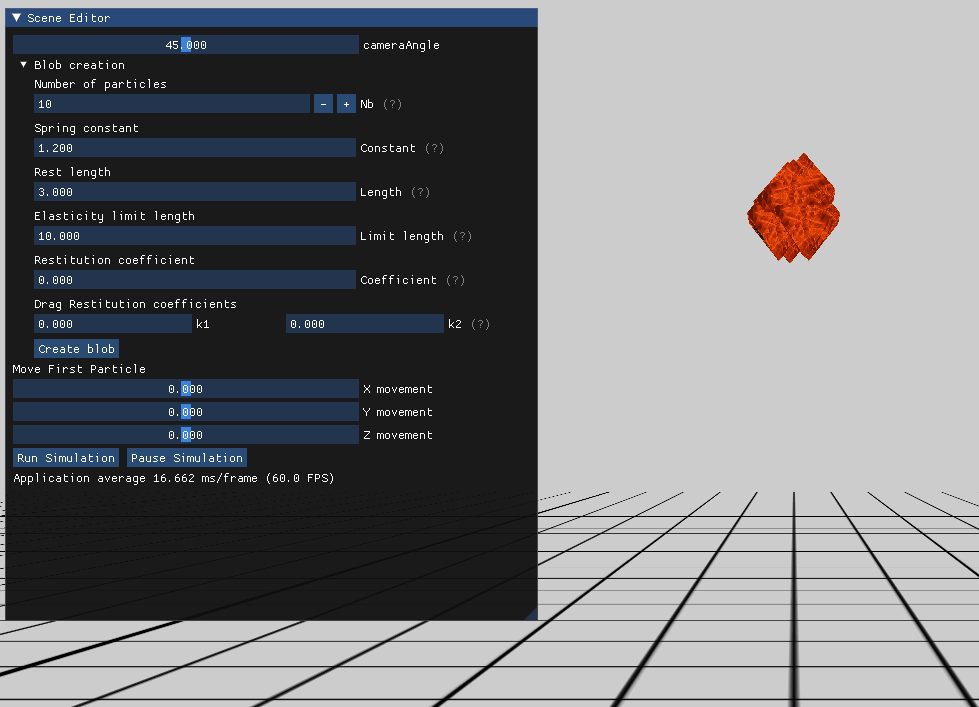 Scene Editor
45.000 cameraAngle
Blob creation
Number of particles
10 - + Nb (?)
Spring constant
1.200 Constant (?)
Rest length
3.000 Length (?)
Elasticity limit length
10.000 Limit length (?)
Restitution coefficient
0.000 Coefficient (?)
Drag Restitution coefficients
0.000 k1 0.000 k2 (?)
Create blob
Move First Particle
0.000 X movement
0.000 Y movement
0.000 Z movement
Run Simulation Pause Simulation
Application average 16.662 ms/frame (60.0 FPS)